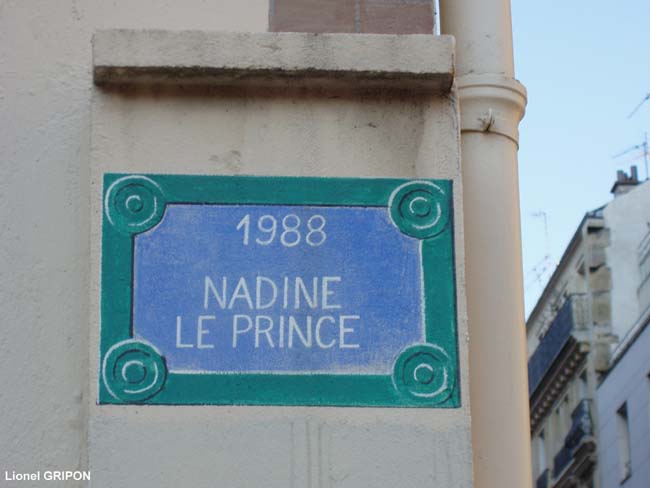 1988
NADINE
LE PRINCE
Lionel GRIPON